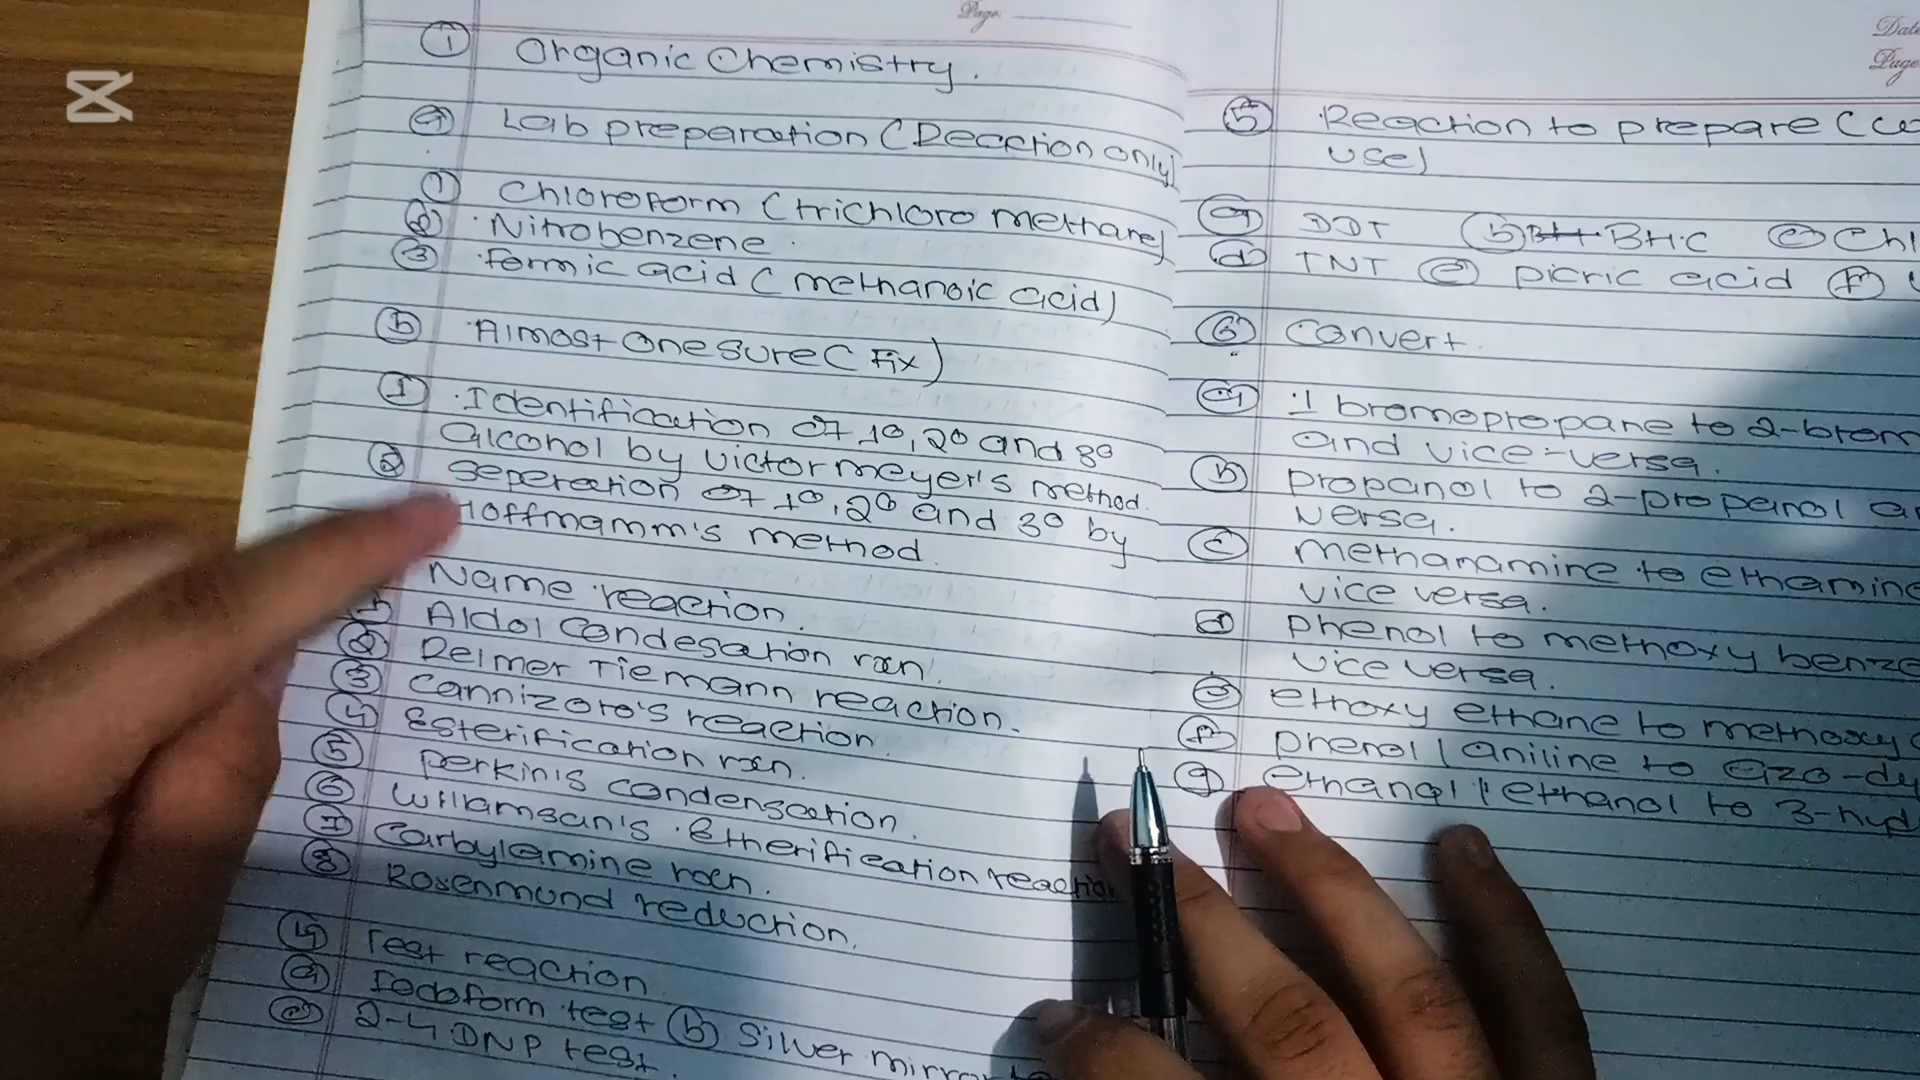 Page:
① Organic Chemistry.
ⓐ Lab preparation (Reaction only)
① Chloroform (trichloro methane)
② Nitrobenzene
③ formic acid (methanoic acid)
ⓑ Almost one sure (Fix)
① Identification of 1°, 2° and 3°
alcohol by victor meyer's method.
② seperation of 1°, 2° and 3° by
Hoffmamm's method.
Name reaction.
① Aldol condesation rxn.
② Reimer Tiemann reaction.
③ Cannizoro's reaction.
④ Esterification rxn.
⑤ perkin's condensation.
⑥ Willamsan's Etherification reaction
⑦ Carbylamine rxn.
⑧ Rosenmund reduction.
④ Test reaction
ⓐ Iodoform test ⓑ Silver mirror
ⓒ 2-4 DNP test.
Date
Page
⑤ Reaction to prepare (
use)
ⓐ DDT ⓑ BHC ⓒ Chl
ⓓ TNT ⓔ picric acid ⓕ
⑥ Convert.
ⓐ 1 bromopropane to 2-brom
and vice-versa.
ⓑ propanol to 2-propanol a
versa.
ⓒ methanamine to ethamine
vice versa.
ⓓ phenol to methoxy benze
vice versa.
ⓔ ethoxy ethane to methoxy
ⓕ phenol / aniline to azo-dy
ⓖ ethanal / ethanol to 3-hyd